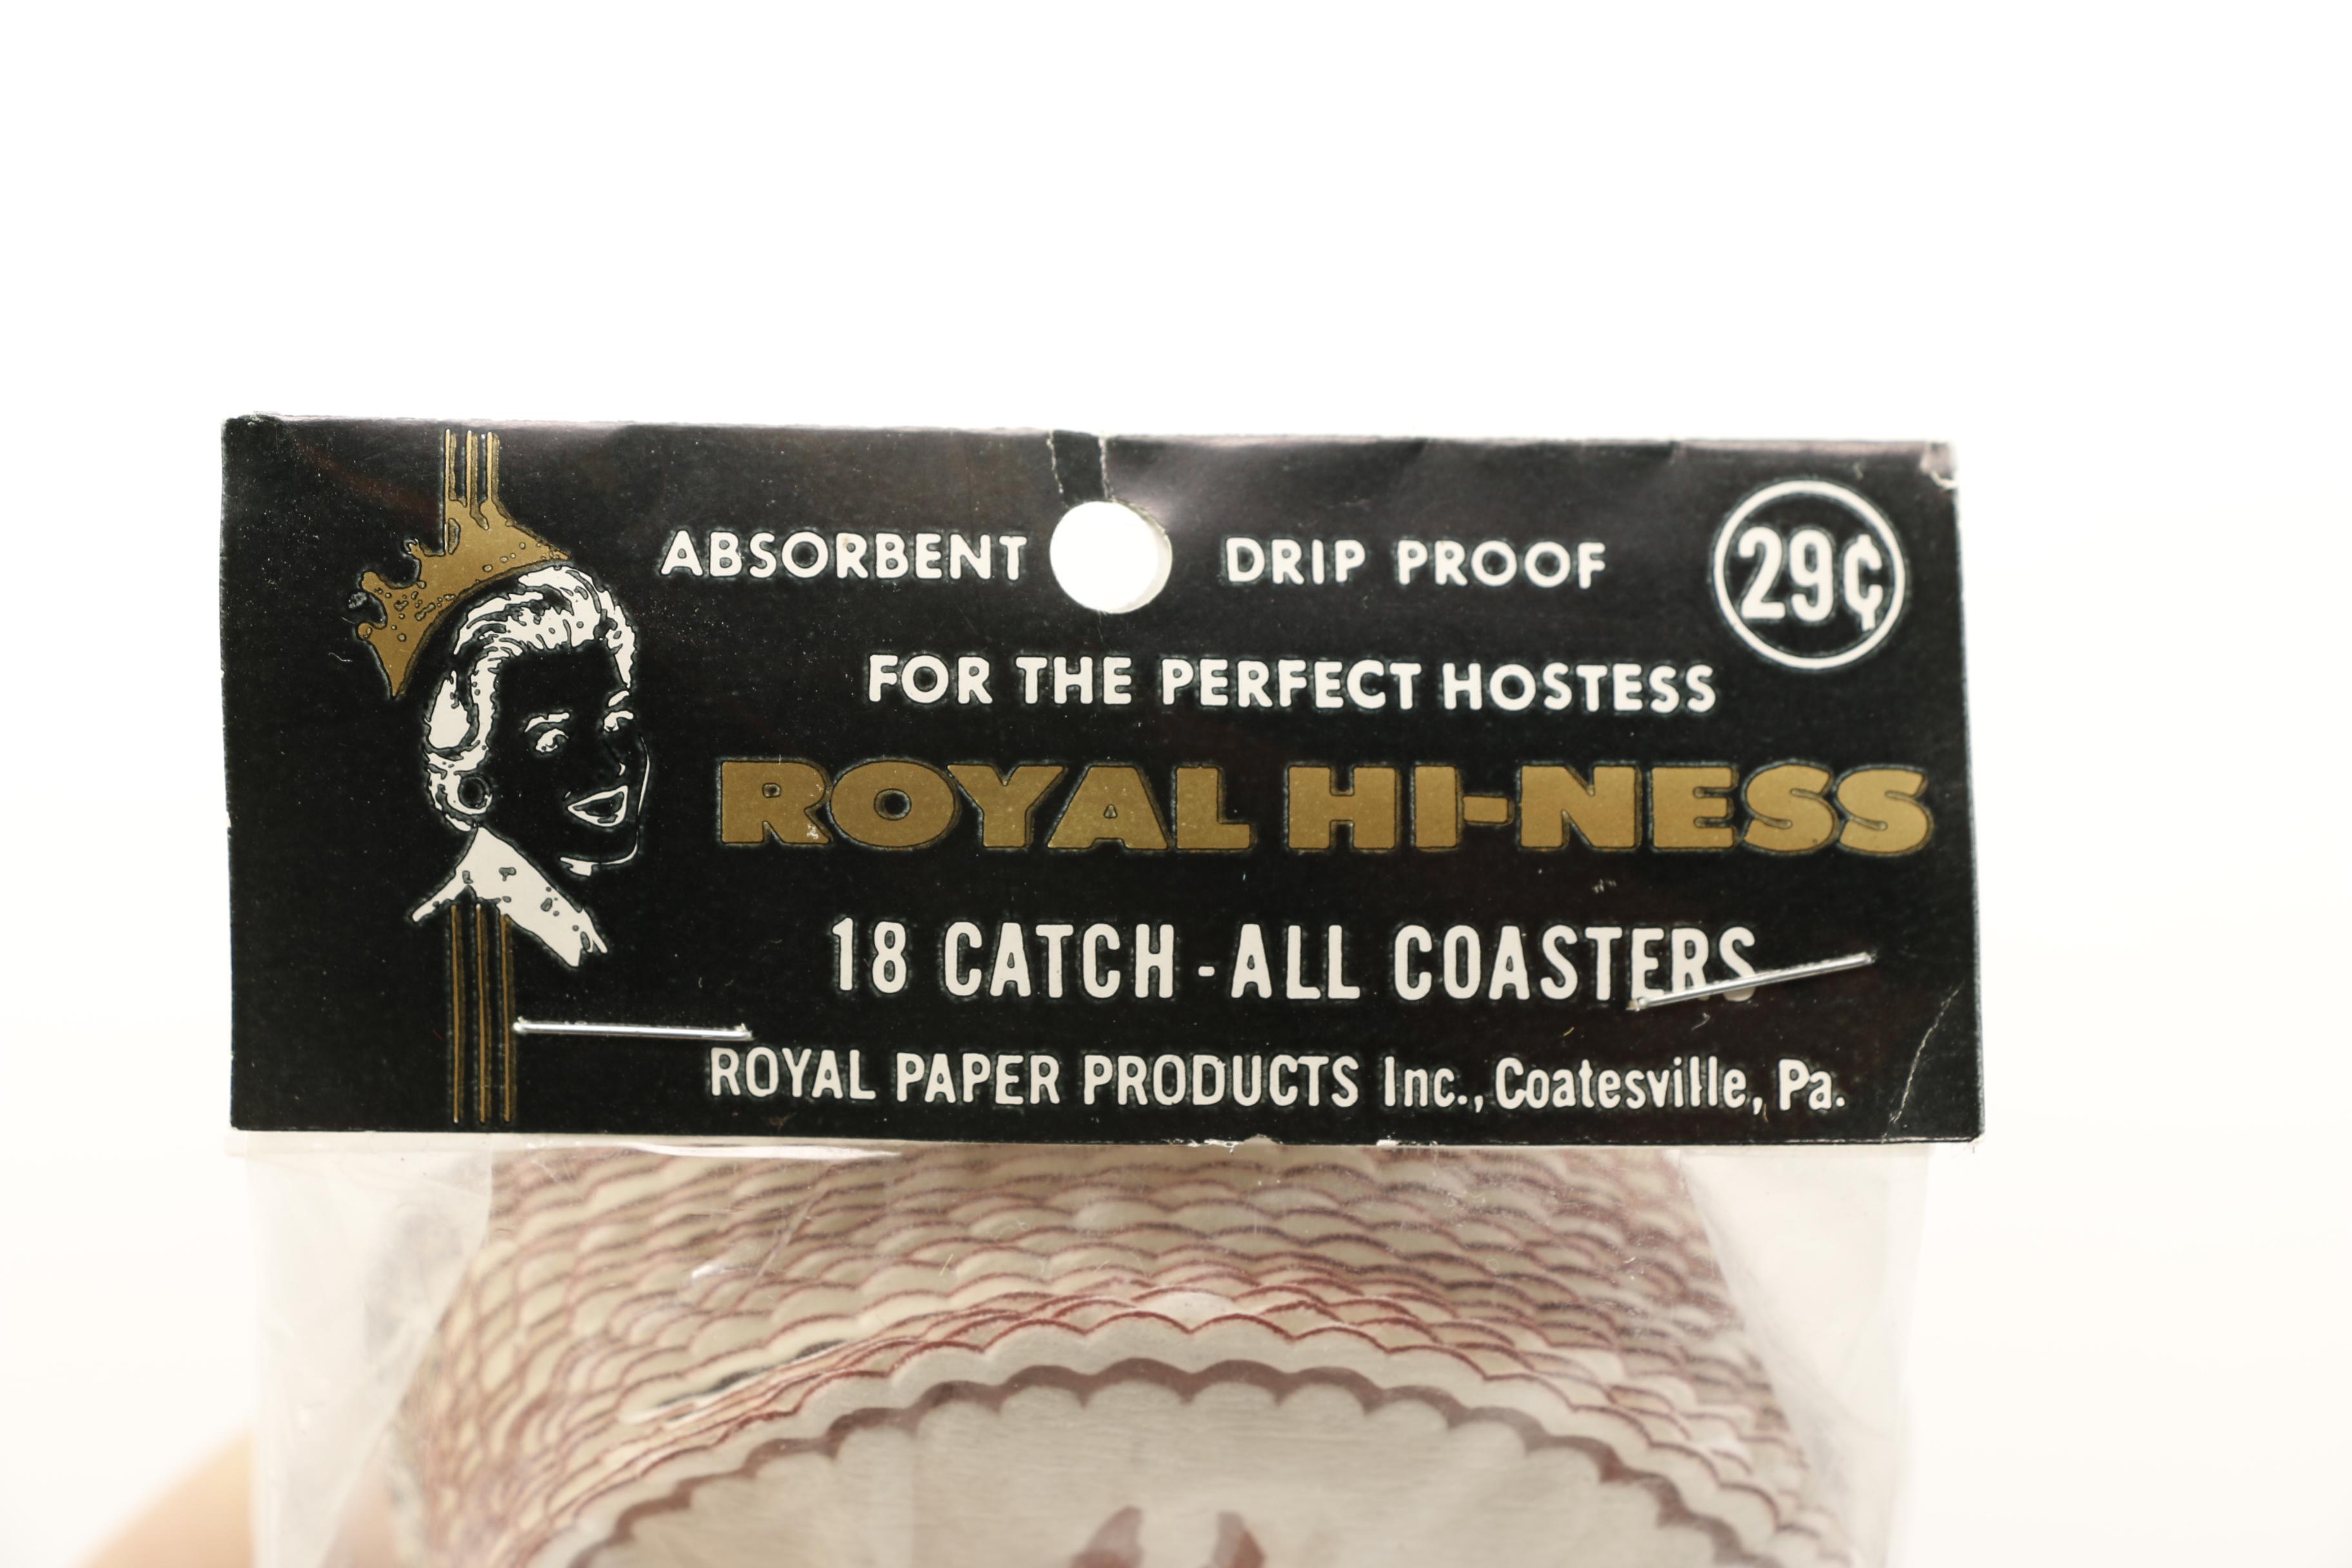 ABSORBENT DRIP PROOF
29¢
FOR THE PERFECT HOSTESS
ROYAL HI-NESS
18 CATCH-ALL COASTERS
ROYAL PAPER PRODUCTS Inc., Coatesville, Pa.